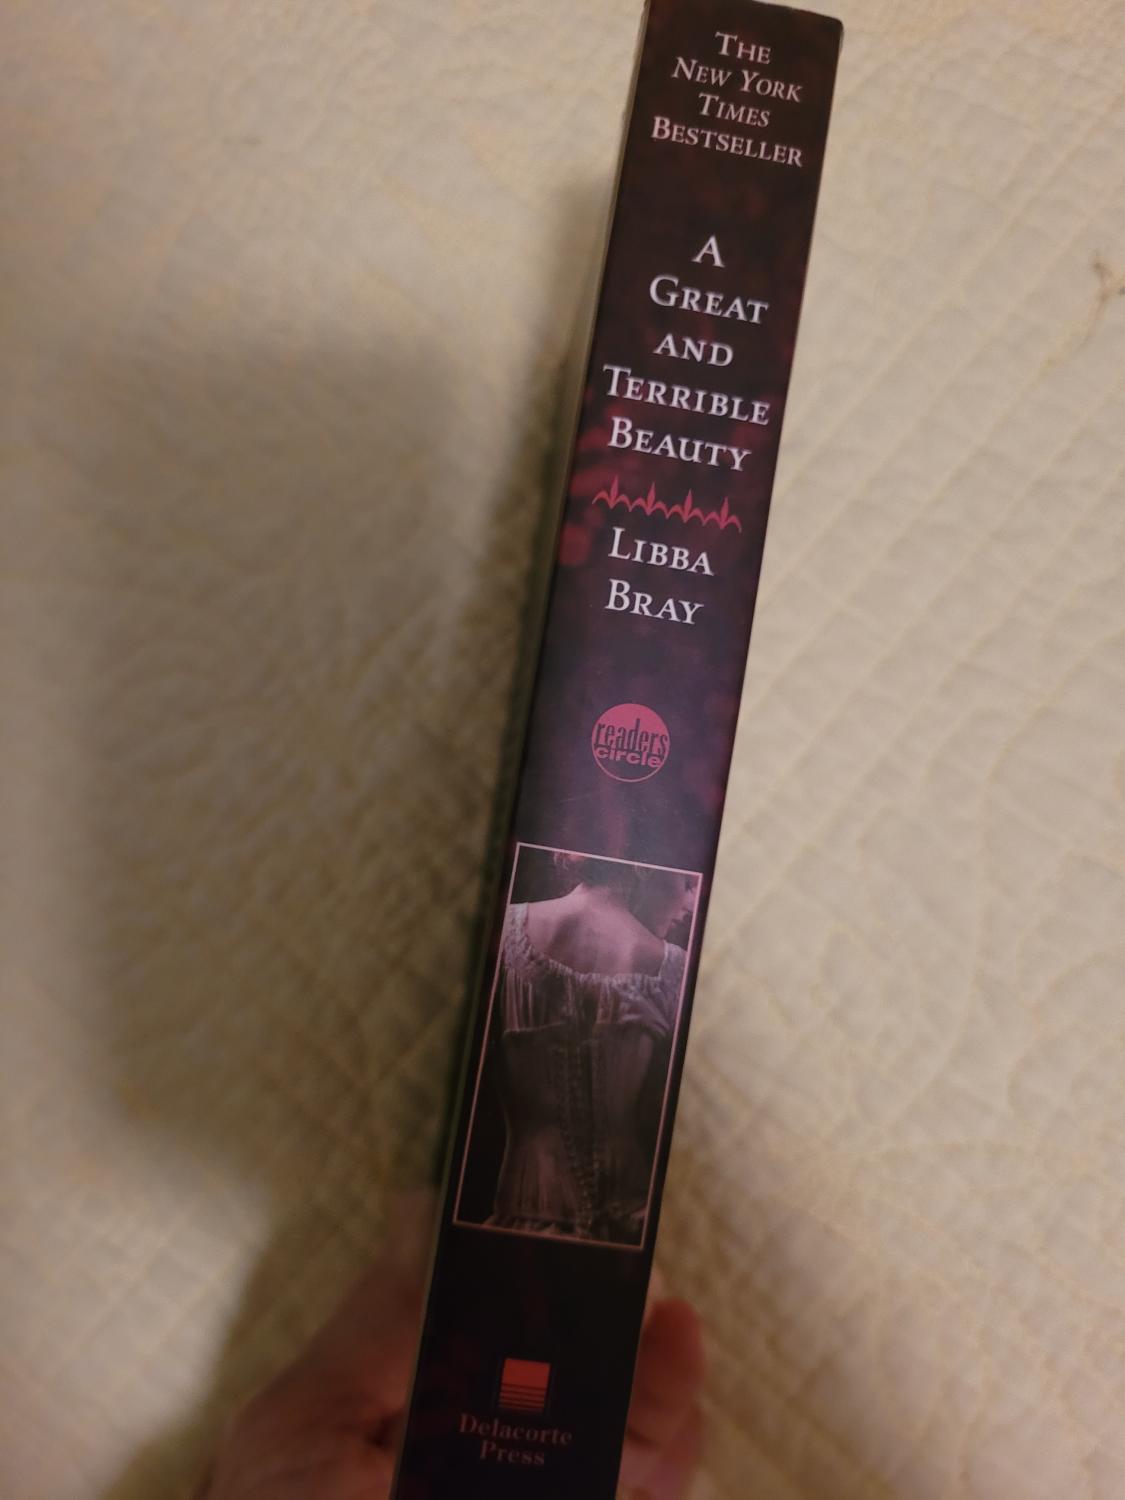 THE
NEW YORK
TIMES
BESTSELLER
A
GREAT
AND
TERRIBLE
BEAUTY
LIBBA
BRAY
readers
circle
Delacorte
Press